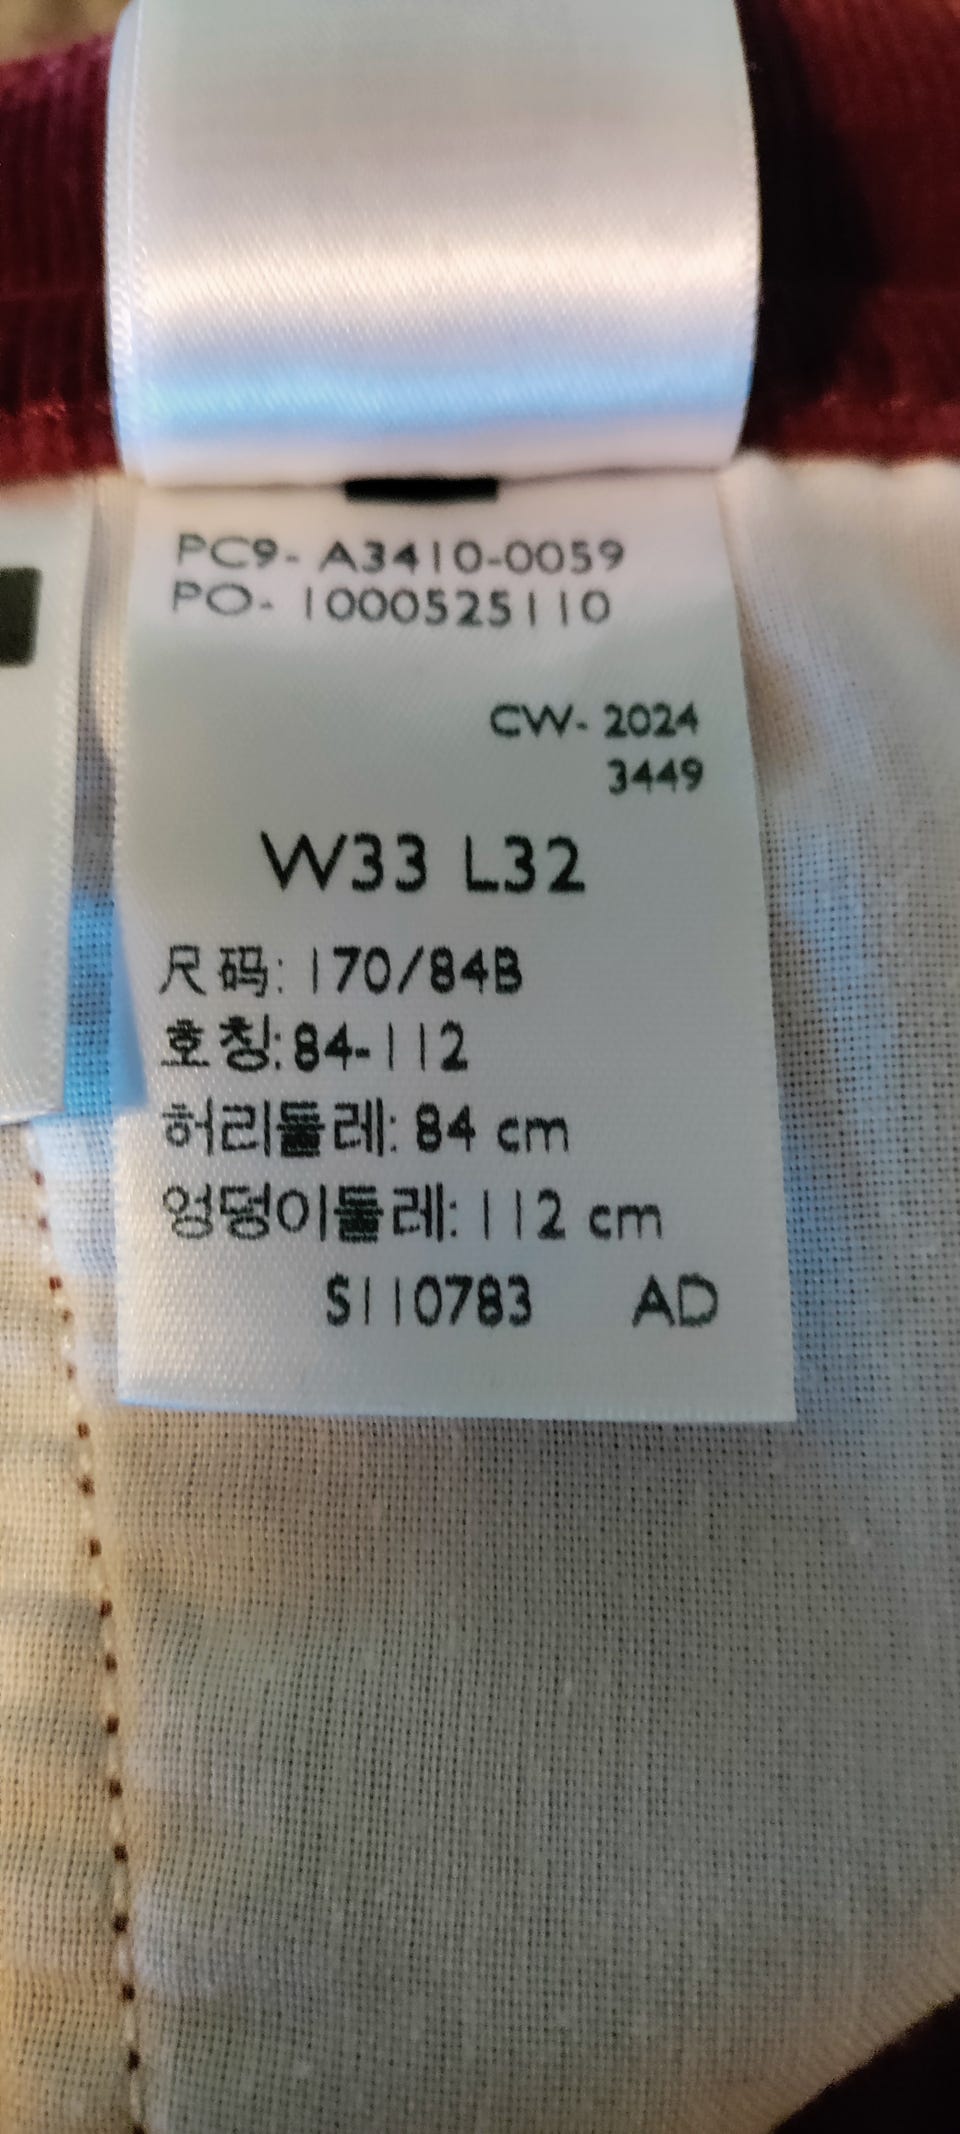 PC9- A3410-0059
PO- 1000525110
CW- 2024
3449
W33 L32
尺码: 170/84B
호칭: 84-112
허리둘레: 84 cm
엉덩이둘레: 112 cm
S110783 AD